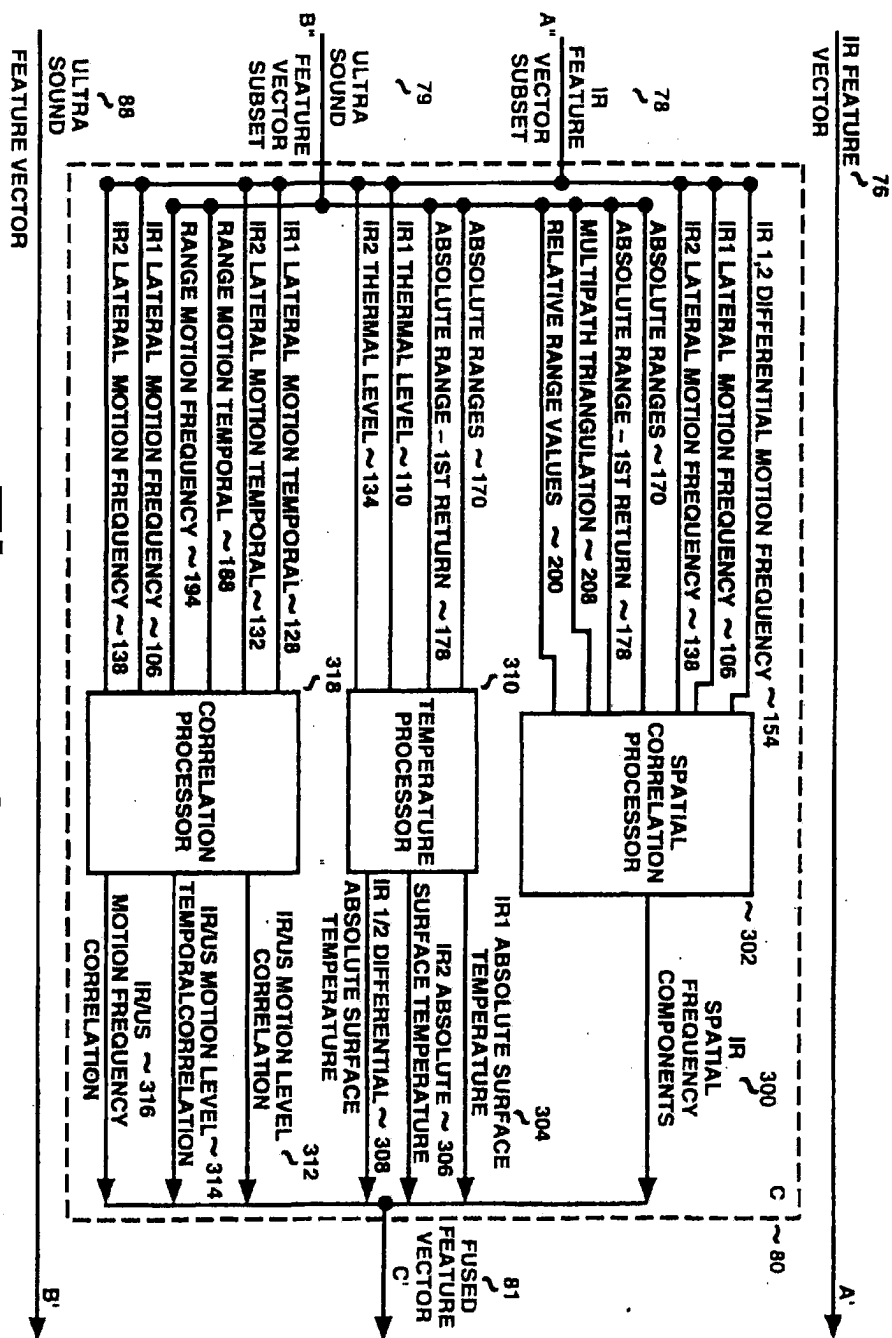 IR FEATURE 76
VECTOR
A'
78
IR
FEATURE
A" VECTOR
SUBSET
79
ULTRA
SOUND
B" FEATURE
VECTOR
SUBSET
88
ULTRA
SOUND
FEATURE VECTOR
B'
IR 1,2 DIFFERENTIAL MOTION FREQUENCY ~ 154
IR1 LATERAL MOTION FREQUENCY ~ 106
IR2 LATERAL MOTION FREQUENCY ~ 138
ABSOLUTE RANGES ~ 170
ABSOLUTE RANGE – 1ST RETURN ~ 178
MULTIPATH TRIANGULATION ~ 208
RELATIVE RANGE VALUES ~ 200
SPATIAL
CORRELATION
PROCESSOR
~ 302
IR 300
SPATIAL
FREQUENCY
COMPONENTS
ABSOLUTE RANGES ~ 170
ABSOLUTE RANGE – 1ST RETURN ~ 178
IR1 THERMAL LEVEL ~ 110
IR2 THERMAL LEVEL ~ 134
310
TEMPERATURE
PROCESSOR
IR1 ABSOLUTE SURFACE
TEMPERATURE 304
IR2 ABSOLUTE ~ 306
SURFACE TEMPERATURE
IR 1/2 DIFFERENTIAL ~ 308
ABSOLUTE SURFACE
TEMPERATURE
IR1 LATERAL MOTION TEMPORAL ~ 128
IR2 LATERAL MOTION TEMPORAL ~ 132
RANGE MOTION TEMPORAL ~ 188
RANGE MOTION FREQUENCY ~ 194
IR1 LATERAL MOTION FREQUENCY ~ 106
IR2 LATERAL MOTION FREQUENCY ~ 138
318
CORRELATION
PROCESSOR
IR/US MOTION LEVEL 312
CORRELATION
IR/US MOTION LEVEL ~ 314
TEMPORALCORRELATION
IR/US ~ 316
MOTION FREQUENCY
CORRELATION
C
~ 80
81
FUSED
FEATURE
VECTOR
C'